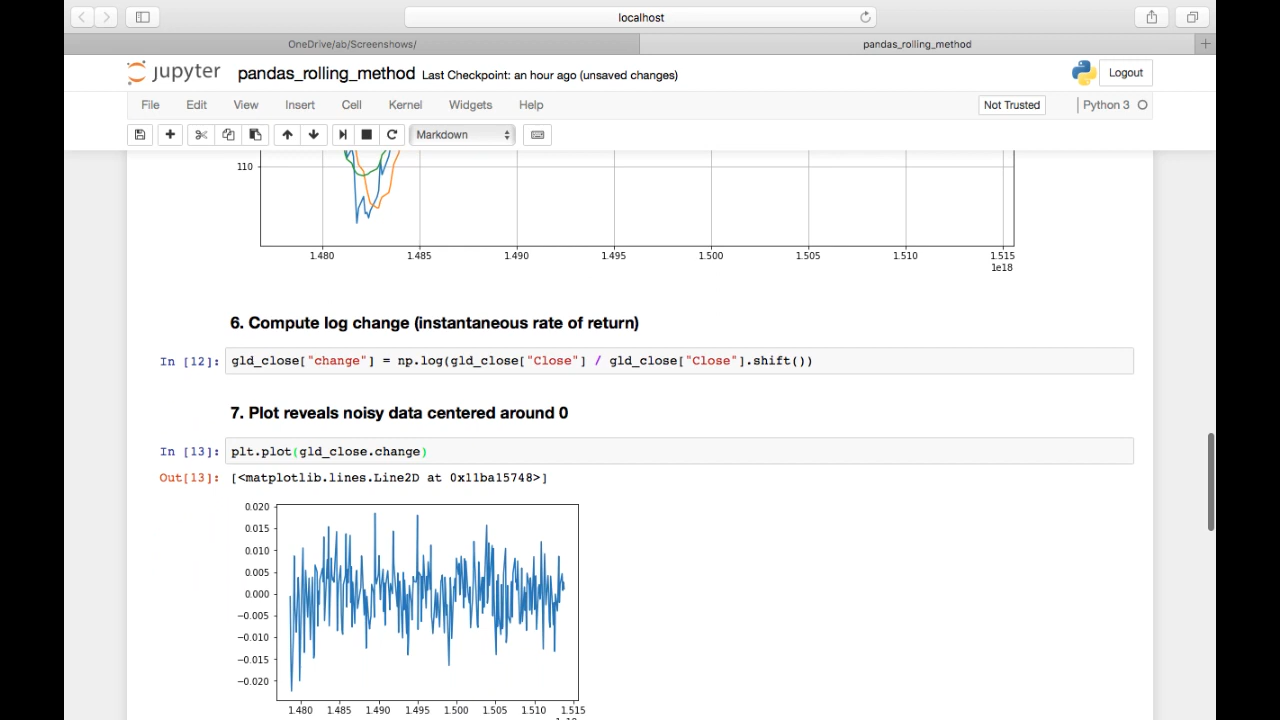 localhost
OneDrive/ab/Screenshows/
pandas_rolling_method
jupyter pandas_rolling_method Last Checkpoint: an hour ago (unsaved changes)
Logout
File Edit View Insert Cell Kernel Widgets Help
Not Trusted
Python 3
Markdown
110
1.480 1.485 1.490 1.495 1.500 1.505 1.510 1.515
1e18
6. Compute log change (instantaneous rate of return)
In [12]: gld_close["change"] = np.log(gld_close["Close"] / gld_close["Close"].shift())
7. Plot reveals noisy data centered around 0
In [13]: plt.plot(gld_close.change)
Out[13]: [<matplotlib.lines.Line2D at 0x11ba15748>]
0.020
0.015
0.010
0.005
0.000
−0.005
−0.010
−0.015
−0.020
1.480 1.485 1.490 1.495 1.500 1.505 1.510 1.515